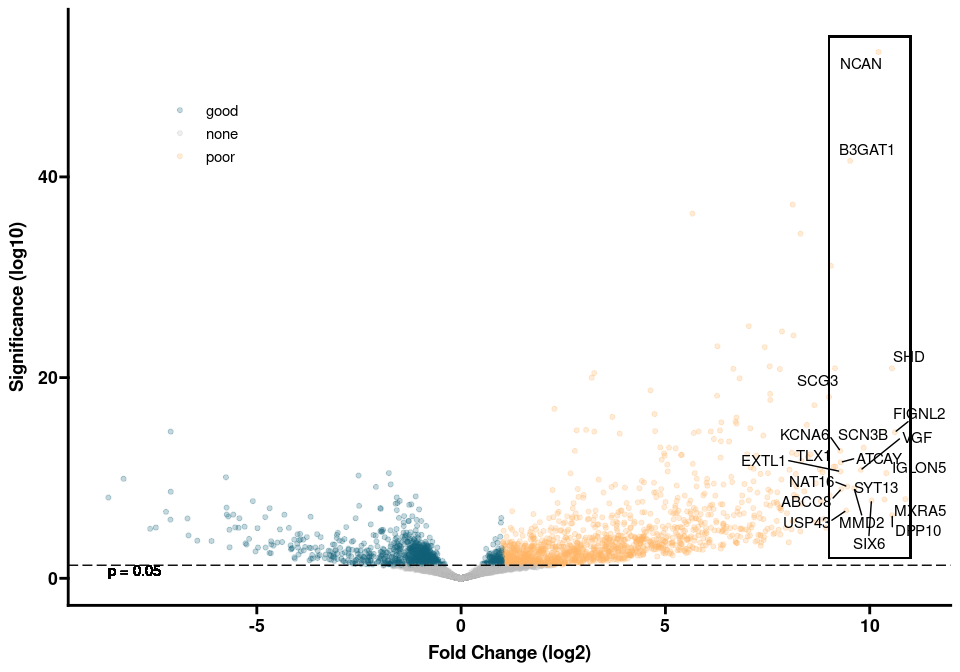 NCAN
good
none
poor
B3GAT1
40
Significance (log10)
SHD
20
SCG3
FIGNL2
KCNA6
SCN3B
VGF
TLX1
ATCAY
EXTL1
IGLON5
NAT16
SYT13
ABCC8
MXRA5
USP43
MMD2
DPP10
SIX6
p = 0.05
0
-5
0
5
10
Fold Change (log2)